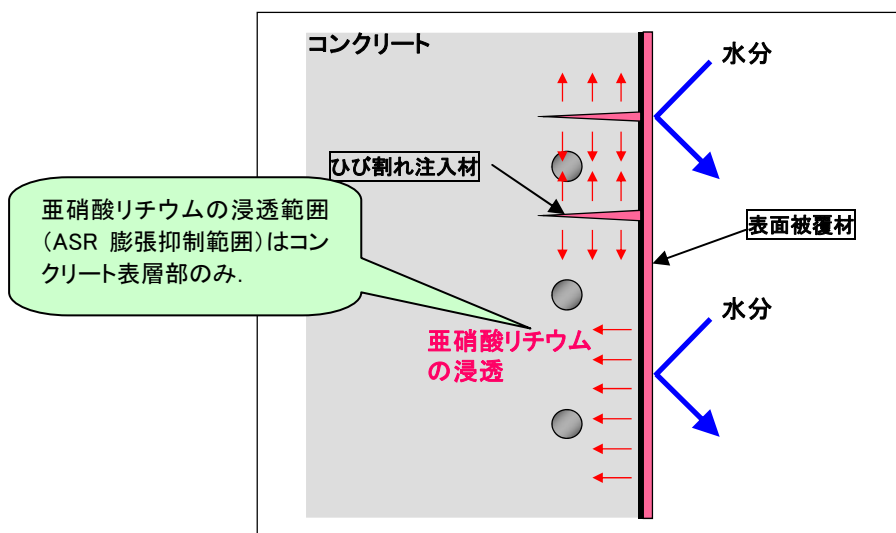 コンクリート
水分
ひび割れ注入材
亜硝酸リチウムの浸透範囲
(ASR 膨張抑制範囲)はコン
クリート表層部のみ.
表面被覆材
水分
亜硝酸リチウム
の浸透